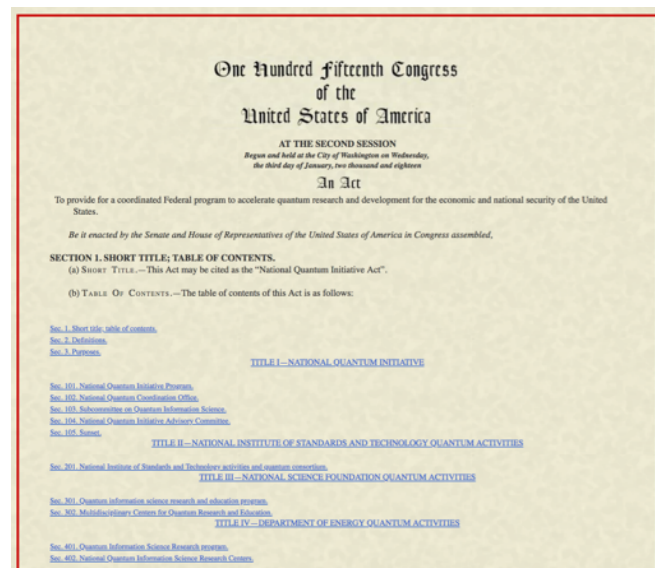 One Hundred Fifteenth Congress
of the
United States of America
AT THE SECOND SESSION
Begun and held at the City of Washington on Wednesday,
the third day of January, two thousand and eighteen
An Act
To provide for a coordinated Federal program to accelerate quantum research and development for the economic and national security of the United
States.
Be it enacted by the Senate and House of Representatives of the United States of America in Congress assembled,
SECTION 1. SHORT TITLE; TABLE OF CONTENTS.
(a) SHORT TITLE.—This Act may be cited as the “National Quantum Initiative Act”.
(b) TABLE OF CONTENTS.—The table of contents of this Act is as follows:
Sec. 1. Short title; table of contents.
Sec. 2. Definitions.
Sec. 3. Purposes.
TITLE I—NATIONAL QUANTUM INITIATIVE
Sec. 101. National Quantum Initiative Program.
Sec. 102. National Quantum Coordination Office.
Sec. 103. Subcommittee on Quantum Information Science.
Sec. 104. National Quantum Initiative Advisory Committee.
Sec. 105. Sunset.
TITLE II—NATIONAL INSTITUTE OF STANDARDS AND TECHNOLOGY QUANTUM ACTIVITIES
Sec. 201. National Institute of Standards and Technology activities and quantum consortium.
TITLE III—NATIONAL SCIENCE FOUNDATION QUANTUM ACTIVITIES
Sec. 301. Quantum information science research and education program.
Sec. 302. Multidisciplinary Centers for Quantum Research and Education.
TITLE IV—DEPARTMENT OF ENERGY QUANTUM ACTIVITIES
Sec. 401. Quantum Information Science Research program.
Sec. 402. National Quantum Information Science Research Centers.